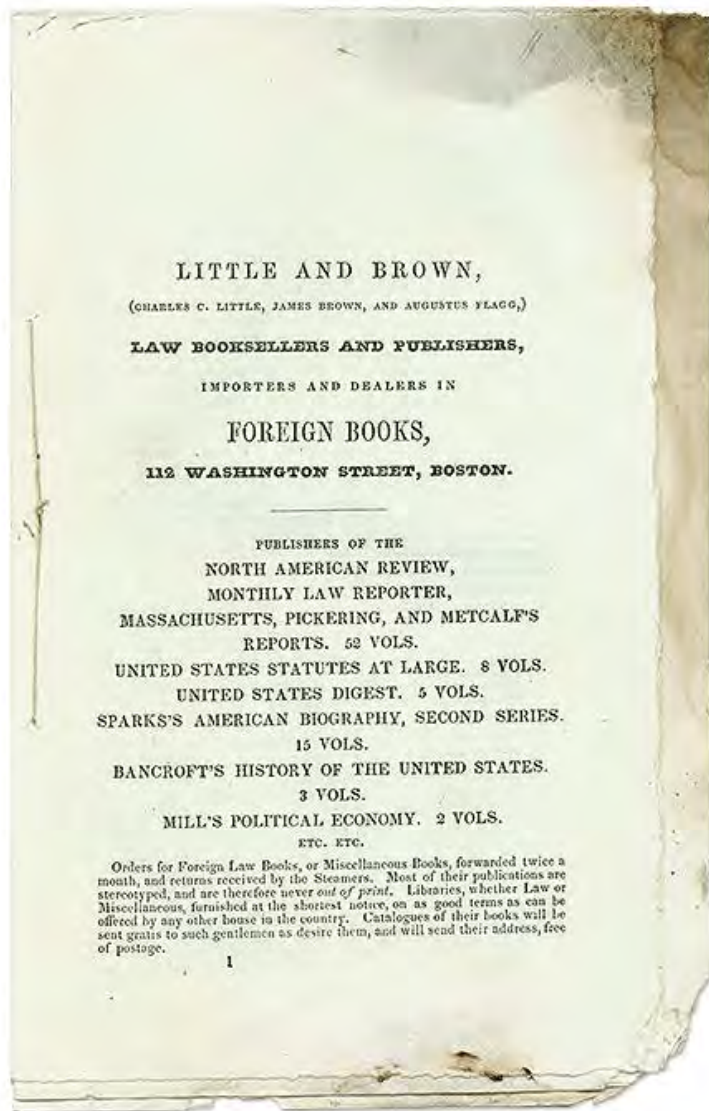 LITTLE AND BROWN,
(CHARLES C. LITTLE, JAMES BROWN, AND AUGUSTUS FLAGG,)
LAW BOOKSELLERS AND PUBLISHERS,
IMPORTERS AND DEALERS IN
FOREIGN BOOKS,
112 WASHINGTON STREET, BOSTON.
PUBLISHERS OF THE
NORTH AMERICAN REVIEW,
MONTHLY LAW REPORTER,
MASSACHUSETTS, PICKERING, AND METCALF'S
REPORTS. 52 VOLS.
UNITED STATES STATUTES AT LARGE. 8 VOLS.
UNITED STATES DIGEST. 5 VOLS.
SPARKS'S AMERICAN BIOGRAPHY, SECOND SERIES.
15 VOLS.
BANCROFT'S HISTORY OF THE UNITED STATES.
3 VOLS.
MILL'S POLITICAL ECONOMY. 2 VOLS.
ETC. ETC.
Orders for Foreign Law Books, or Miscellaneous Books, forwarded twice a
month, and returns received by the Steamers. Most of their publications are
stereotyped, and are therefore never out of print. Libraries, whether Law or
Miscellaneous, furnished at the shortest notice, on as good terms as can be
offered by any other house in the country. Catalogues of their books will be
sent gratis to such gentlemen as desire them, and will send their address, free
of postage.
1